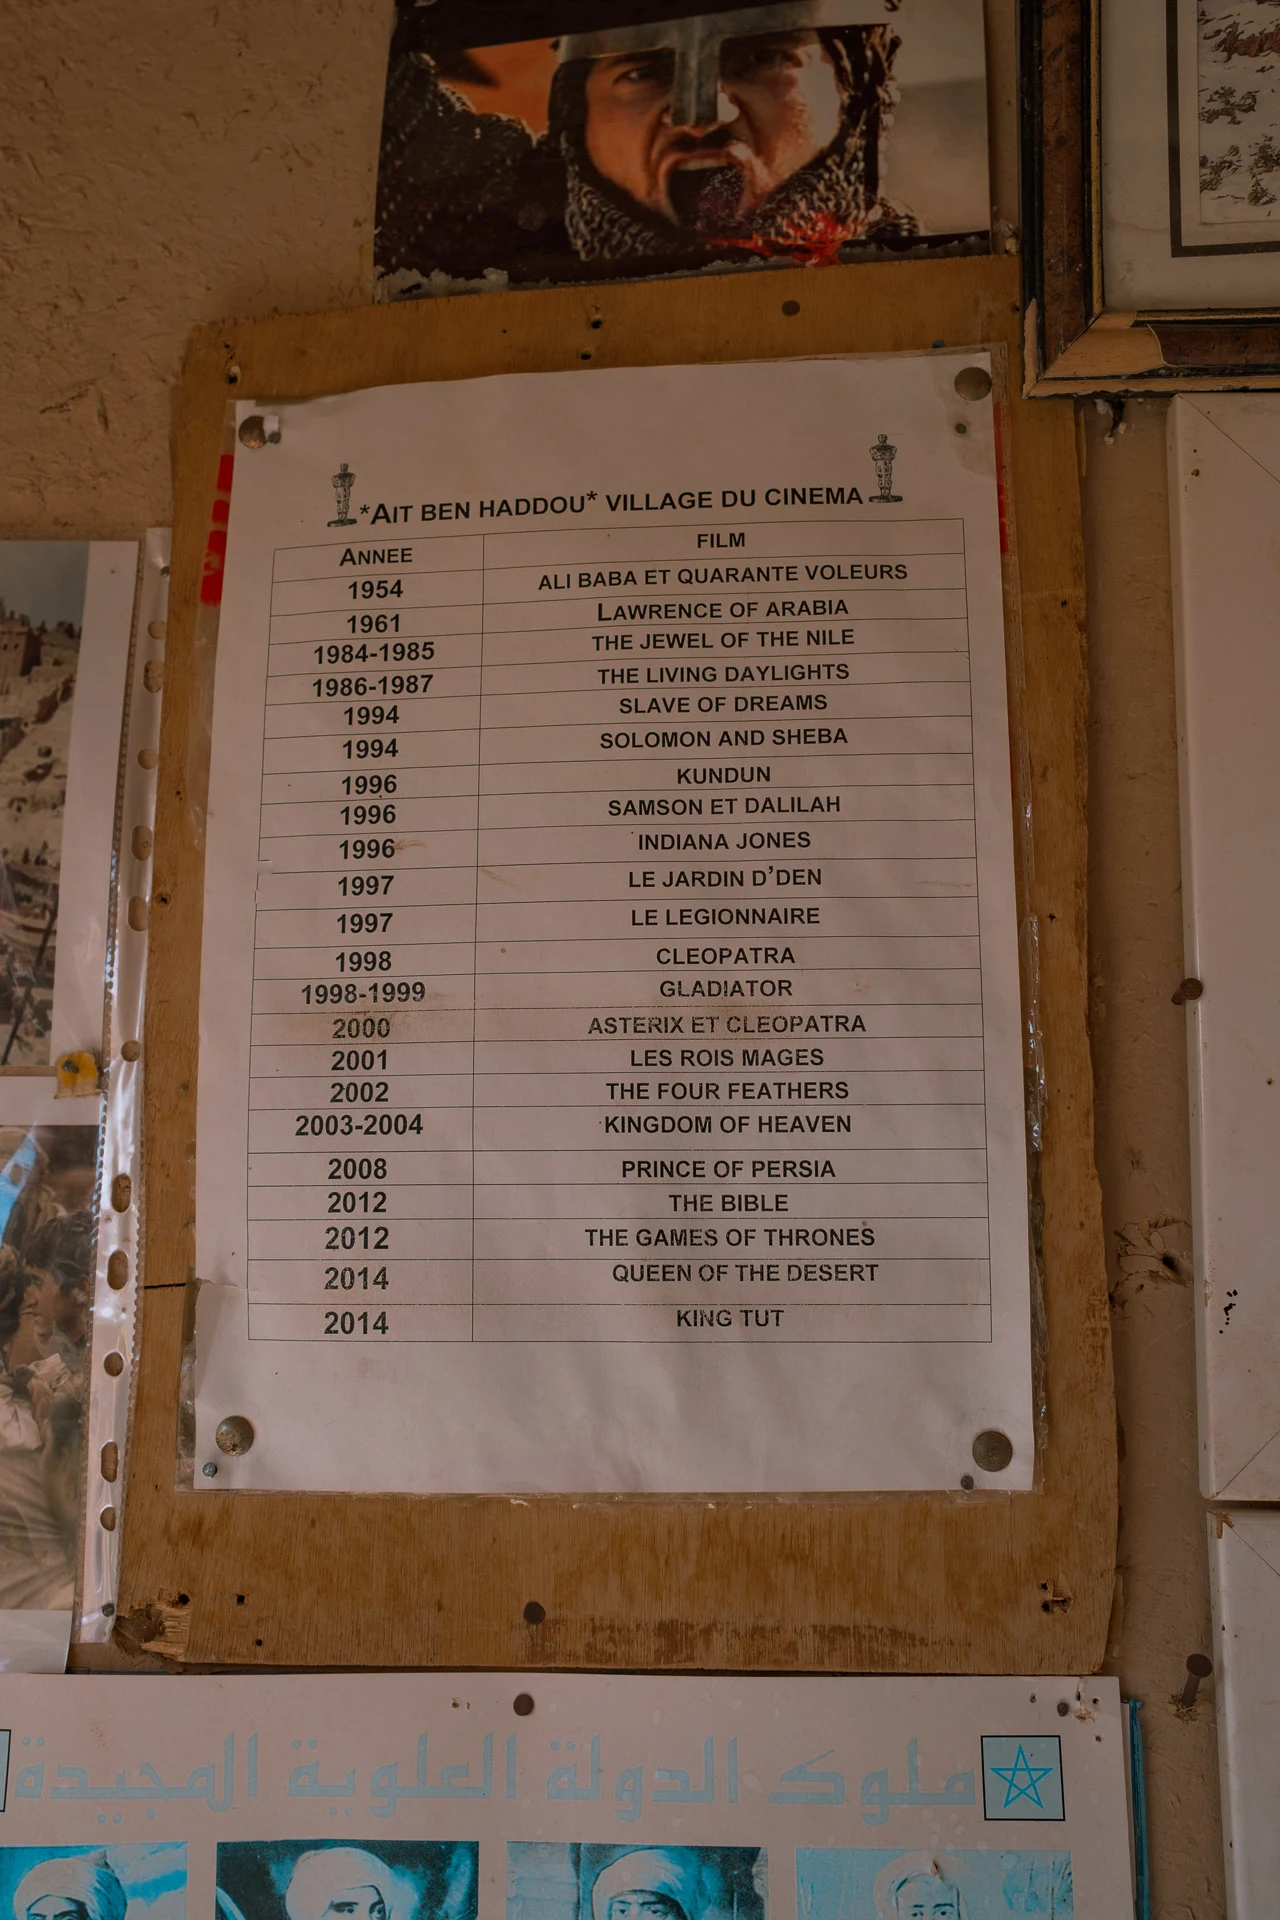 *AIT BEN HADDOU* VILLAGE DU CINEMA
ANNEE FILM
1954 ALI BABA ET QUARANTE VOLEURS
1961 LAWRENCE OF ARABIA
1984-1985 THE JEWEL OF THE NILE
1986-1987 THE LIVING DAYLIGHTS
1994 SLAVE OF DREAMS
1994 SOLOMON AND SHEBA
1996 KUNDUN
1996 SAMSON ET DALILAH
1996 INDIANA JONES
1997 LE JARDIN D'DEN
1997 LE LEGIONNAIRE
1998 CLEOPATRA
1998-1999 GLADIATOR
2000 ASTERIX ET CLEOPATRA
2001 LES ROIS MAGES
2002 THE FOUR FEATHERS
2003-2004 KINGDOM OF HEAVEN
2008 PRINCE OF PERSIA
2012 THE BIBLE
2012 THE GAMES OF THRONES
2014 QUEEN OF THE DESERT
2014 KING TUT
ملوك الدولة العلوية المجيدة